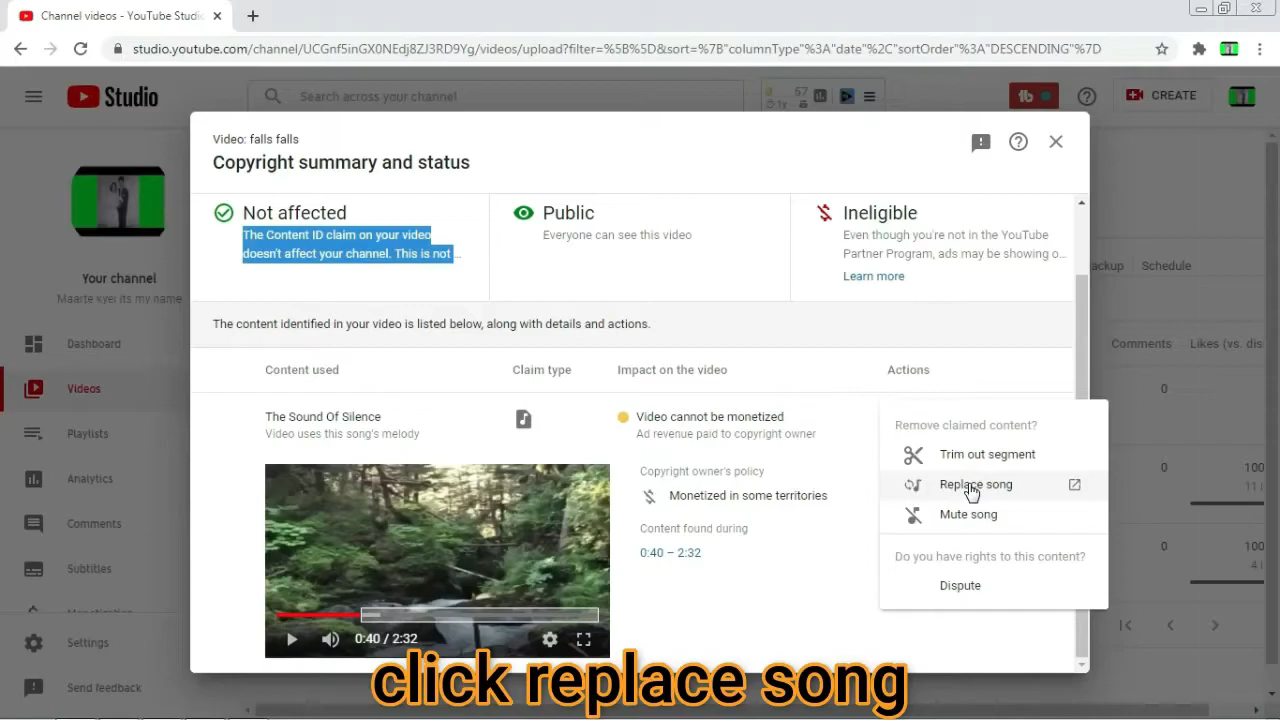 Channel videos - YouTube Studio
studio.youtube.com/channel/UCGnf5inGX0NEdj8ZJ3RD9Yg/videos/upload?filter=%5B%5D&sort=%7B"columnType"%3A"date"%2C"sortOrder"%3A"DESCENDING"%7D
Studio
Search across your channel
57
1y
CREATE
Video: falls falls
Copyright summary and status
Not affected
The Content ID claim on your video
doesn't affect your channel. This is not ...
Public
Everyone can see this video
Ineligible
Even though you're not in the YouTube
Partner Program, ads may be showing o...
Learn more
Your channel
Maarte kyei its my name
Dashboard
Videos
Playlists
Analytics
Comments
Subtitles
Monetization
Settings
Send feedback
ackup
Schedule
Comments
Likes (vs. dis
0
0
100
0
100
The content identified in your video is listed below, along with details and actions.
Content used
Claim type
Impact on the video
Actions
The Sound Of Silence
Video uses this song's melody
Video cannot be monetized
Ad revenue paid to copyright owner
Copyright owner's policy
Monetized in some territories
Content found during
0:40 – 2:32
0:40 / 2:32
Remove claimed content?
Trim out segment
Replace song
Mute song
Do you have rights to this content?
Dispute
click replace song